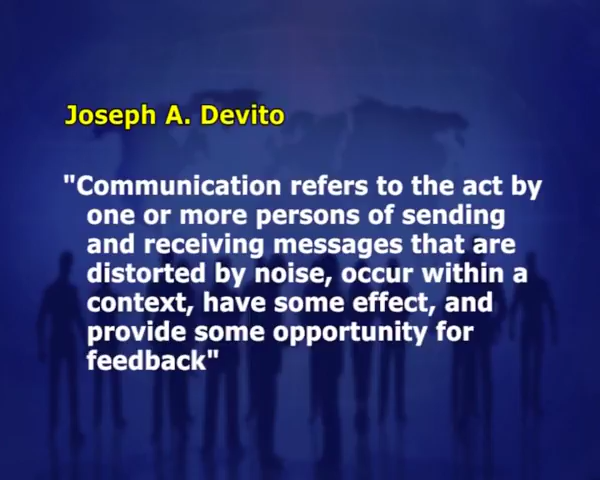 Joseph A. Devito
"Communication refers to the act by
one or more persons of sending
and receiving messages that are
distorted by noise, occur within a
context, have some effect, and
provide some opportunity for
feedback"